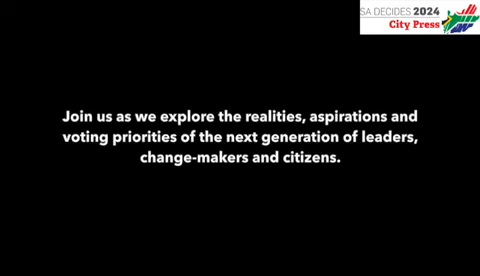 SA DECIDES 2024
City Press
Join us as we explore the realities, aspirations and
voting priorities of the next generation of leaders,
change-makers and citizens.